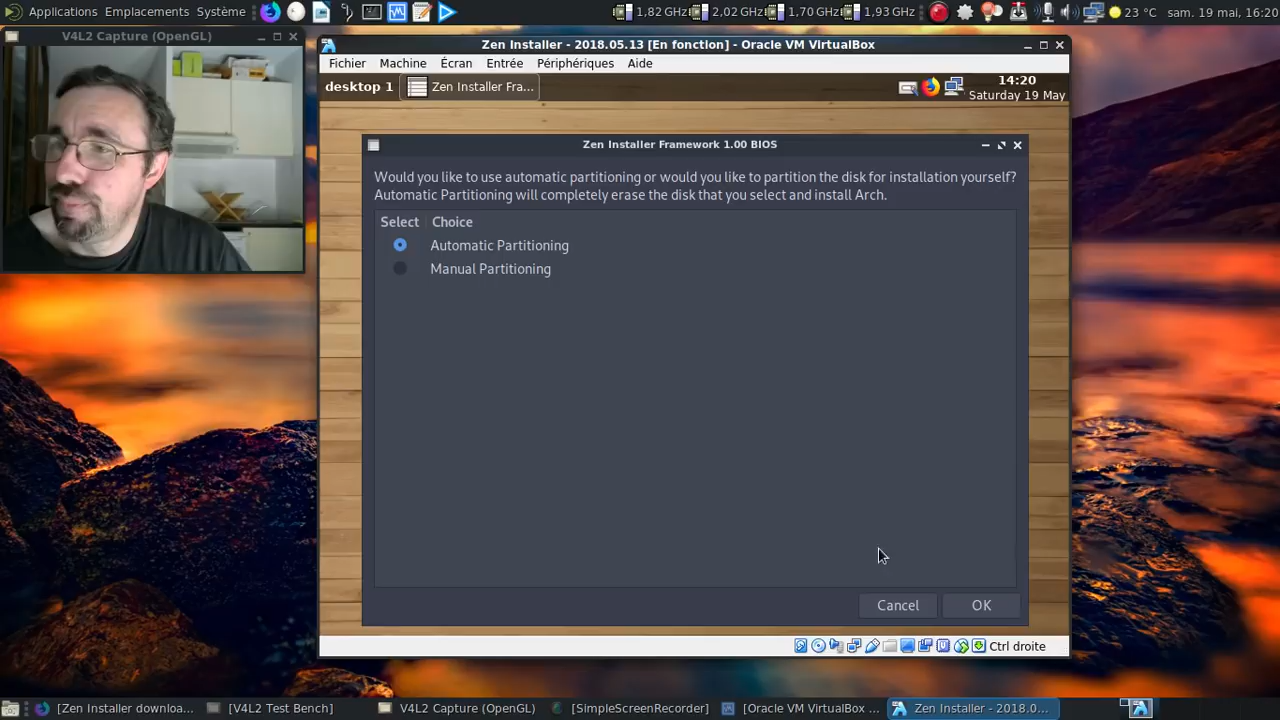 Applications Emplacements Système
1,82 GHz 2,02 GHz 1,70 GHz 1,93 GHz
23 °C sam. 19 mai, 16:20
V4L2 Capture (OpenGL)
Zen Installer - 2018.05.13 [En fonction] - Oracle VM VirtualBox
Fichier Machine Écran Entrée Périphériques Aide
desktop 1 Zen Installer Fra...
14:20
Saturday 19 May
Zen Installer Framework 1.00 BIOS
Would you like to use automatic partitioning or would you like to partition the disk for installation yourself?
Automatic Partitioning will completely erase the disk that you select and install Arch.
Select Choice
Automatic Partitioning
Manual Partitioning
Cancel OK
Ctrl droite
[Zen Installer downloa... [V4L2 Test Bench] V4L2 Capture (OpenGL) [SimpleScreenRecorder] [Oracle VM VirtualBox ... Zen Installer - 2018.0...